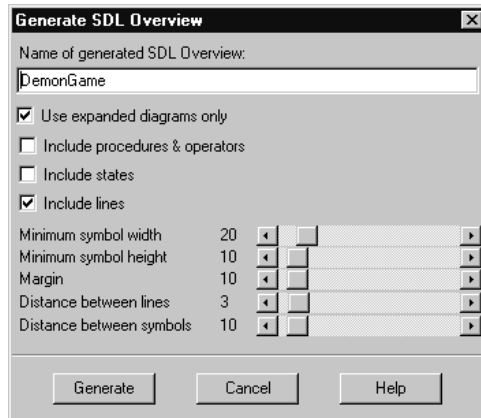 Generate SDL Overview
Name of generated SDL Overview:
DemonGame
Use expanded diagrams only
Include procedures & operators
Include states
Include lines
Minimum symbol width 20
Minimum symbol height 10
Margin 10
Distance between lines 3
Distance between symbols 10
Generate Cancel Help